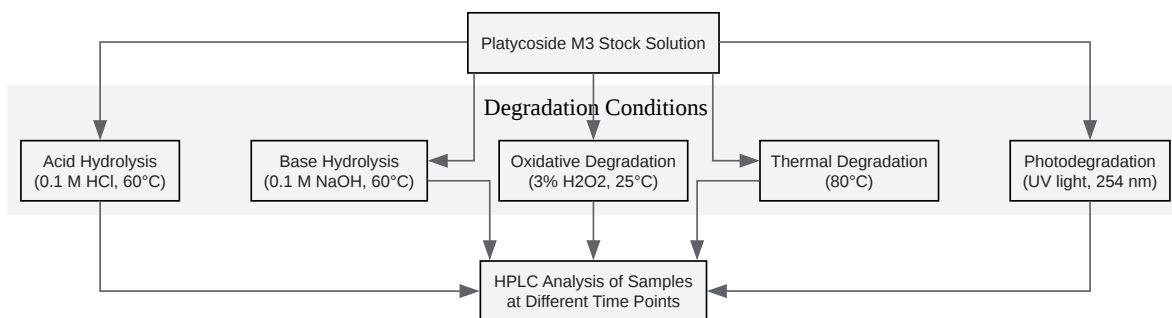 Platycoside M3 Stock Solution
Degradation Conditions
Acid Hydrolysis
(0.1 M HCl, 60°C)
Base Hydrolysis
(0.1 M NaOH, 60°C)
Oxidative Degradation
(3% H2O2, 25°C)
Thermal Degradation
(80°C)
Photodegradation
(UV light, 254 nm)
HPLC Analysis of Samples
at Different Time Points